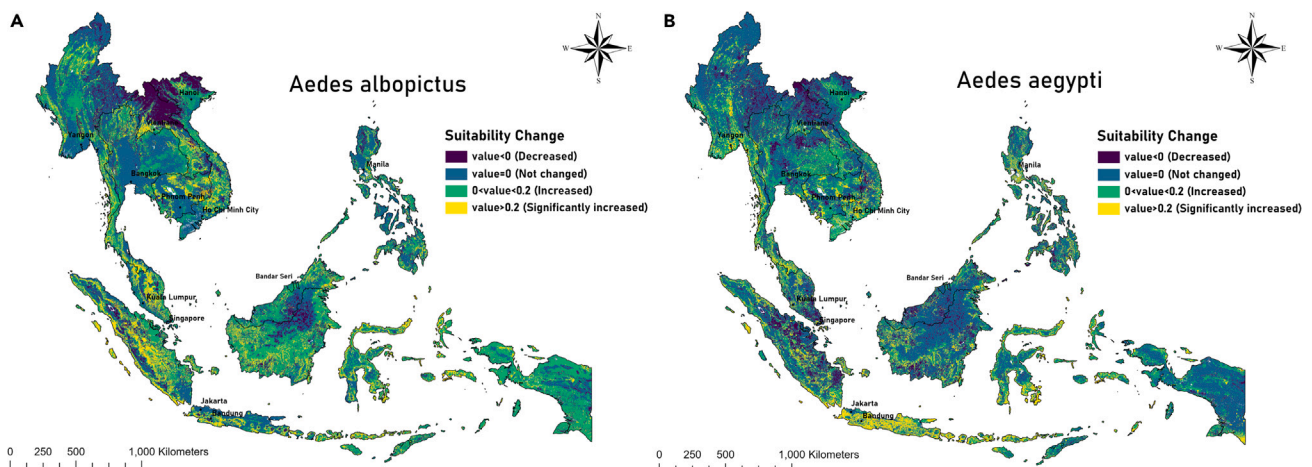 A
N
W E
S
Aedes albopictus
Hanoi
Suitability Change
value<0 (Decreased)
value=0 (Not changed)
0<value<0.2 (Increased)
value>0.2 (Significantly increased)
Yangon
Vientiane
Manila
Bangkok
Phnom Penh
Ho Chi Minh City
Bandar Seri
Kuala Lumpur
Singapore
Jakarta
Bandung
0 250 500 1,000 Kilometers
B
N
W E
S
Aedes aegypti
Hanoi
Suitability Change
value<0 (Decreased)
value=0 (Not changed)
0<value<0.2 (Increased)
value>0.2 (Significantly increased)
Yangon
Vientiane
Manila
Bangkok
Phnom Penh
Ho Chi Minh City
Bandar Seri
Kuala Lumpur
Singapore
Jakarta
Bandung
0 250 500 1,000 Kilometers